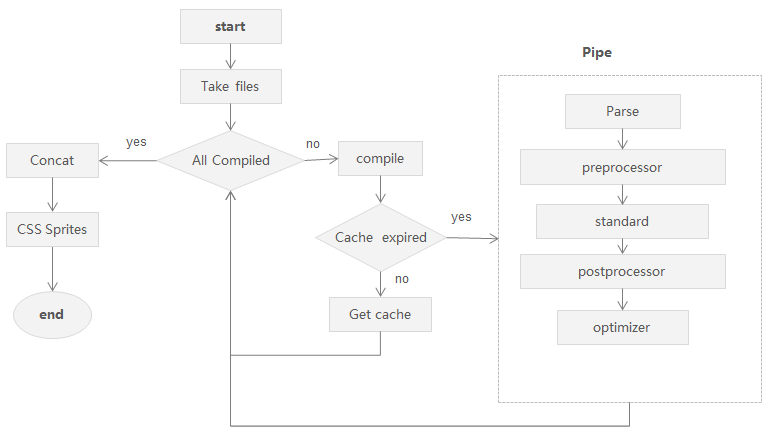 start
Take files
All Compiled
yes
no
Concat
CSS Sprites
end
compile
Cache expired
yes
no
Get cache
Pipe
Parse
preprocessor
standard
postprocessor
optimizer